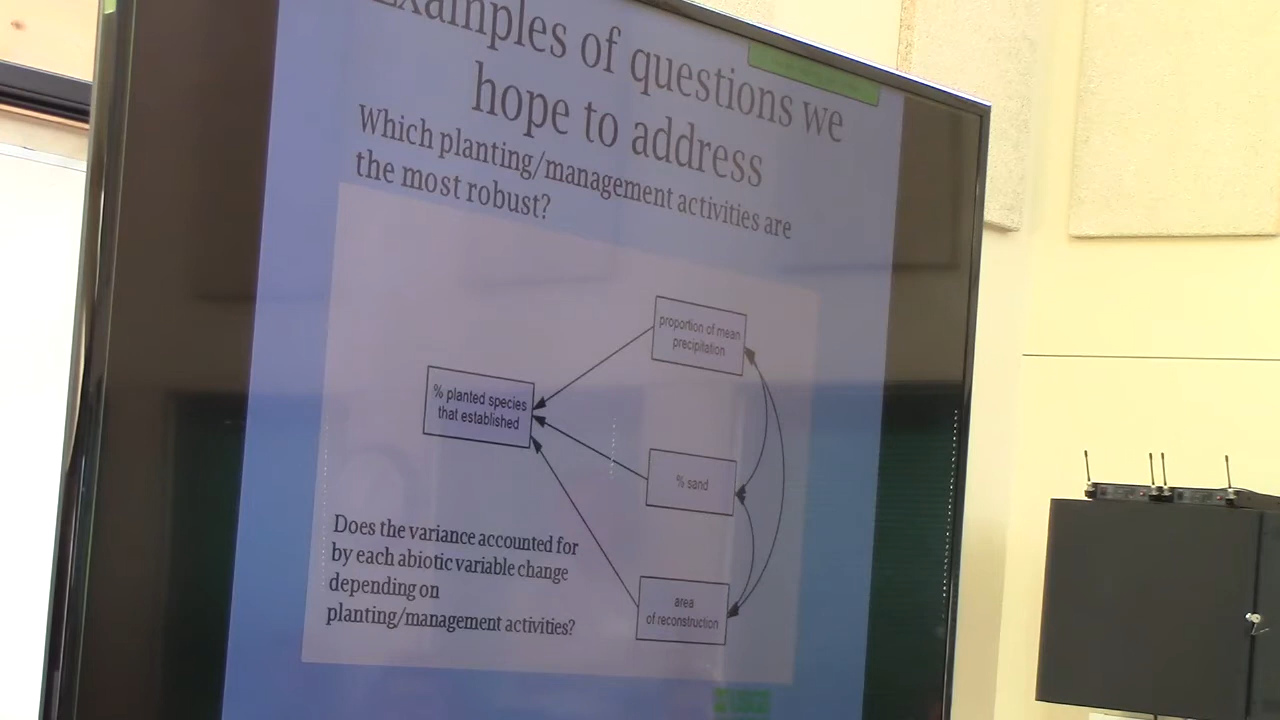 Examples of questions we
hope to address
Which planting/management activities are
the most robust?
proportion of mean
precipitation
% planted species
that established
% sand
Does the variance accounted for
by each abiotic variable change
depending on
planting/management activities?
area
of reconstruction
USGS